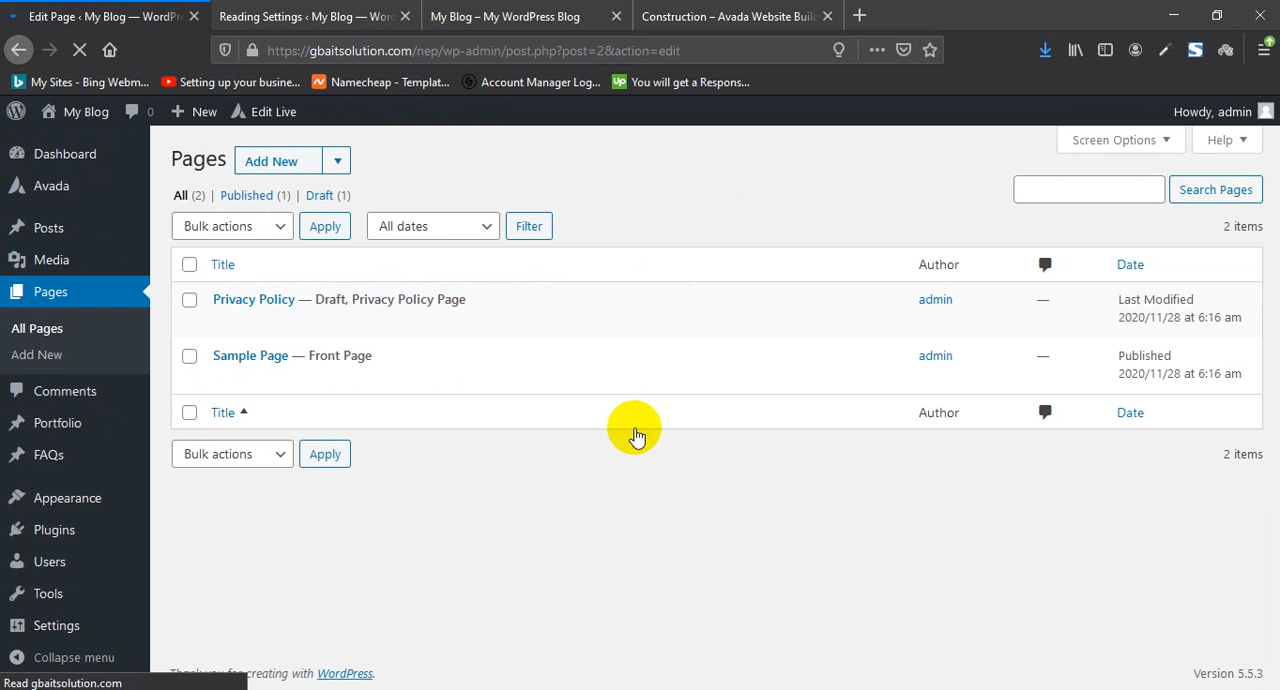 Edit Page ‹ My Blog — WordPr
Reading Settings ‹ My Blog — Wor
My Blog – My WordPress Blog
Construction – Avada Website Buil
https://gbaitsolution.com/nep/wp-admin/post.php?post=2&action=edit
My Sites - Bing Webm...
Setting up your busine...
Namecheap - Templat...
Account Manager Log...
Up You will get a Respons...
My Blog
0
New
Edit Live
Howdy, admin
Dashboard
Avada
Posts
Media
Pages
All Pages
Add New
Comments
Portfolio
FAQs
Appearance
Plugins
Users
Tools
Settings
Collapse menu
Read gbaitsolution.com
Pages
Add New
Screen Options
Help
All (2) | Published (1) | Draft (1)
Search Pages
Bulk actions
Apply
All dates
Filter
2 items
Title
Author
Date
Privacy Policy — Draft, Privacy Policy Page
admin
—
Last Modified
2020/11/28 at 6:16 am
Sample Page — Front Page
admin
—
Published
2020/11/28 at 6:16 am
Title
Author
Date
Bulk actions
Apply
2 items
Thank you for creating with WordPress.
Version 5.5.3